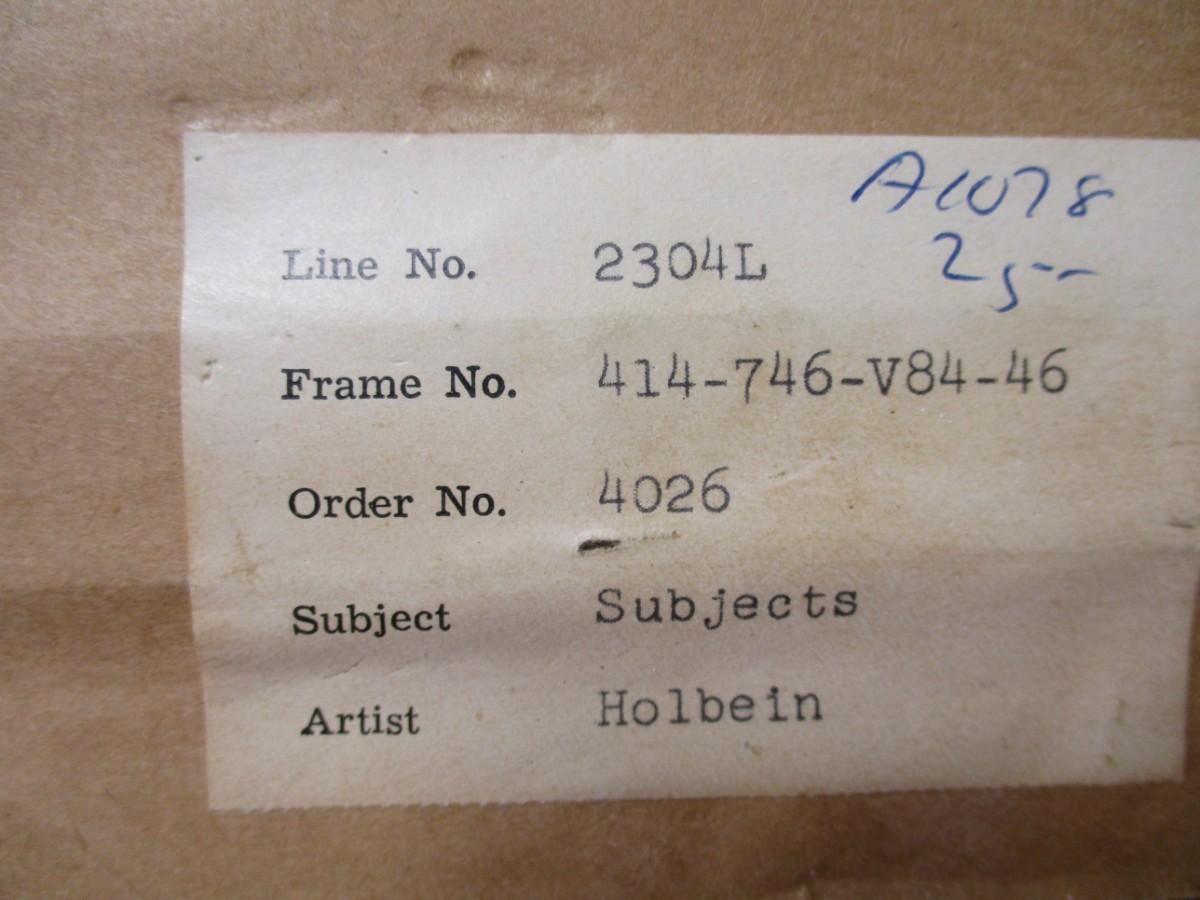 A1078
25--
Line No. 2304L
Frame No. 414-746-V84-46
Order No. 4026
Subject Subjects
Artist Holbein